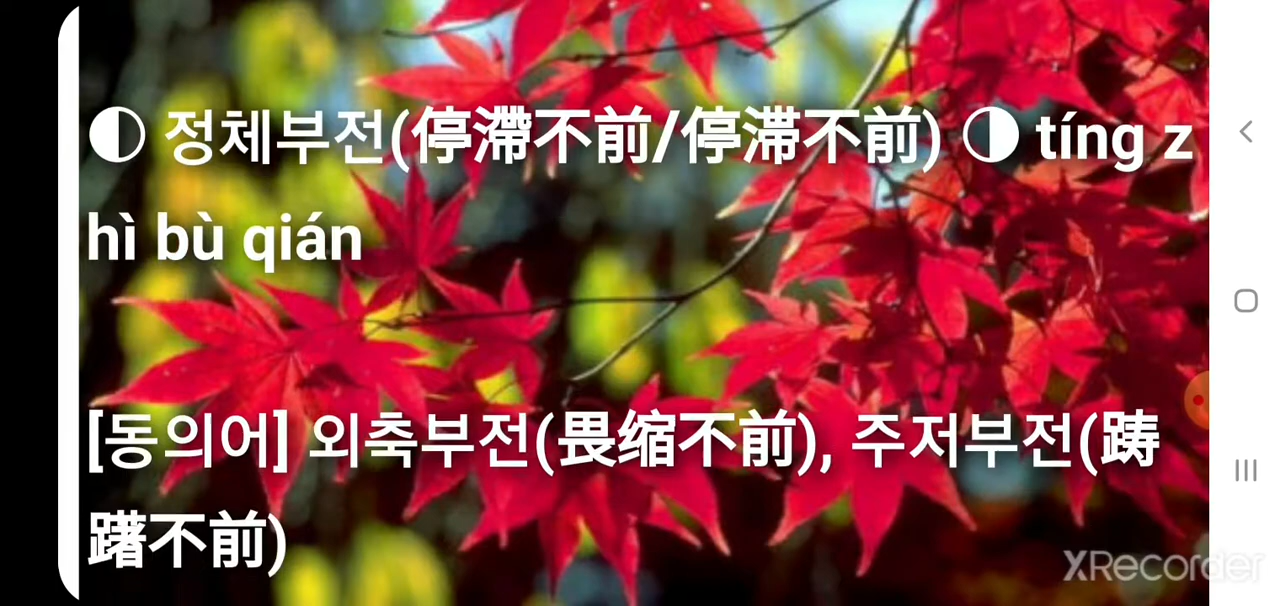 ◐ 정체부전(停滯不前/停滞不前) ◑ tíng z
hì bù qián
[동의어] 외축부전(畏缩不前), 주저부전(踌
躇不前)
XRecorder